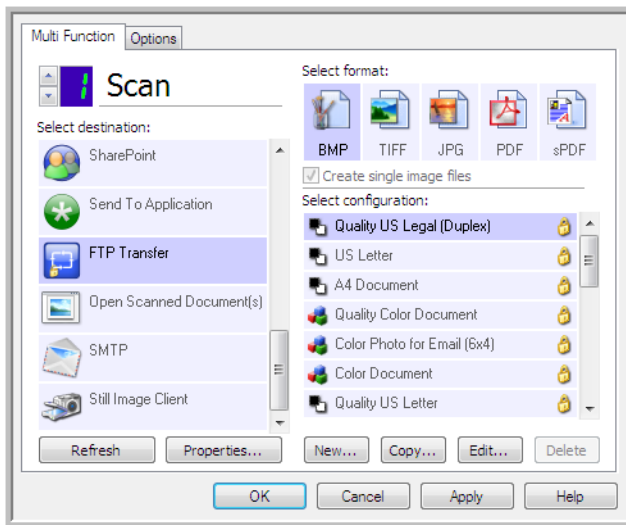 Multi Function
Options
1 Scan
Select destination:
SharePoint
Send To Application
FTP Transfer
Open Scanned Document(s)
SMTP
Still Image Client
Refresh
Properties...
Select format:
BMP TIFF JPG PDF sPDF
Create single image files
Select configuration:
Quality US Legal (Duplex)
US Letter
A4 Document
Quality Color Document
Color Photo for Email (6x4)
Color Document
Quality US Letter
New... Copy... Edit... Delete
OK Cancel Apply Help